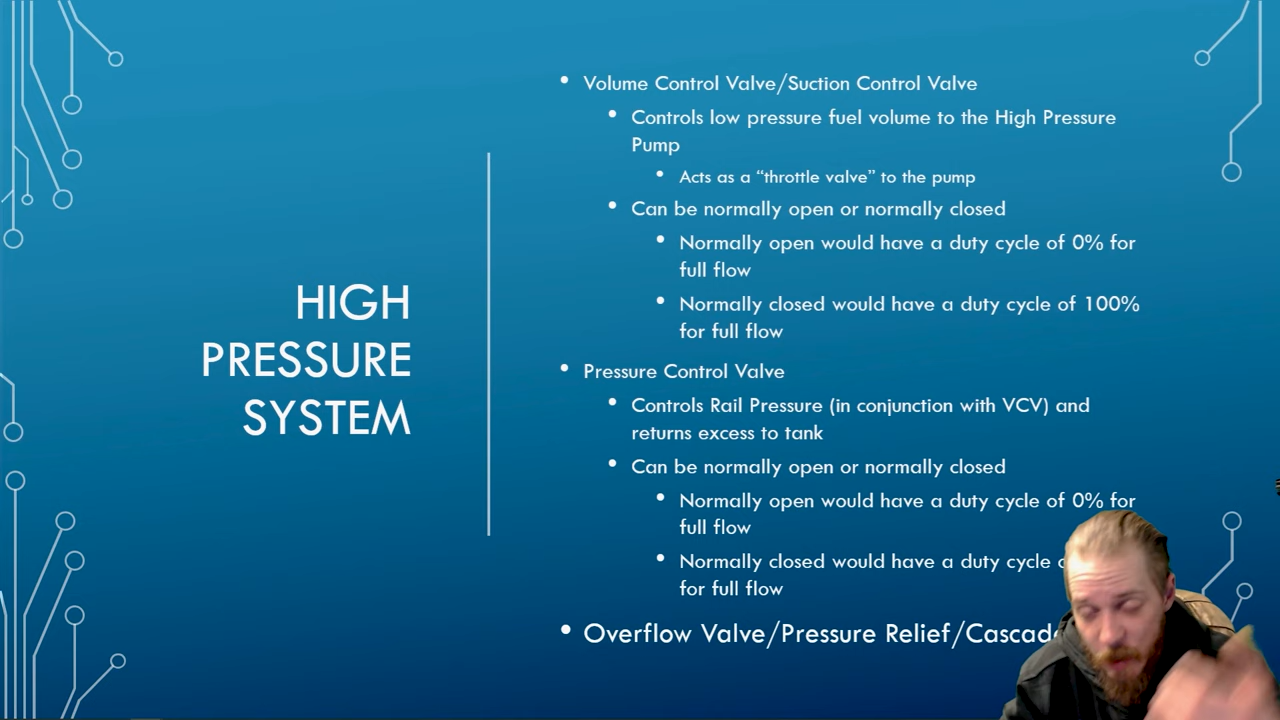 HIGH
PRESSURE
SYSTEM
• Volume Control Valve/Suction Control Valve
• Controls low pressure fuel volume to the High Pressure
Pump
• Acts as a “throttle valve” to the pump
• Can be normally open or normally closed
• Normally open would have a duty cycle of 0% for
full flow
• Normally closed would have a duty cycle of 100%
for full flow
• Pressure Control Valve
• Controls Rail Pressure (in conjunction with VCV) and
returns excess to tank
• Can be normally open or normally closed
• Normally open would have a duty cycle of 0% for
full flow
• Normally closed would have a duty cycle
for full flow
• Overflow Valve/Pressure Relief/